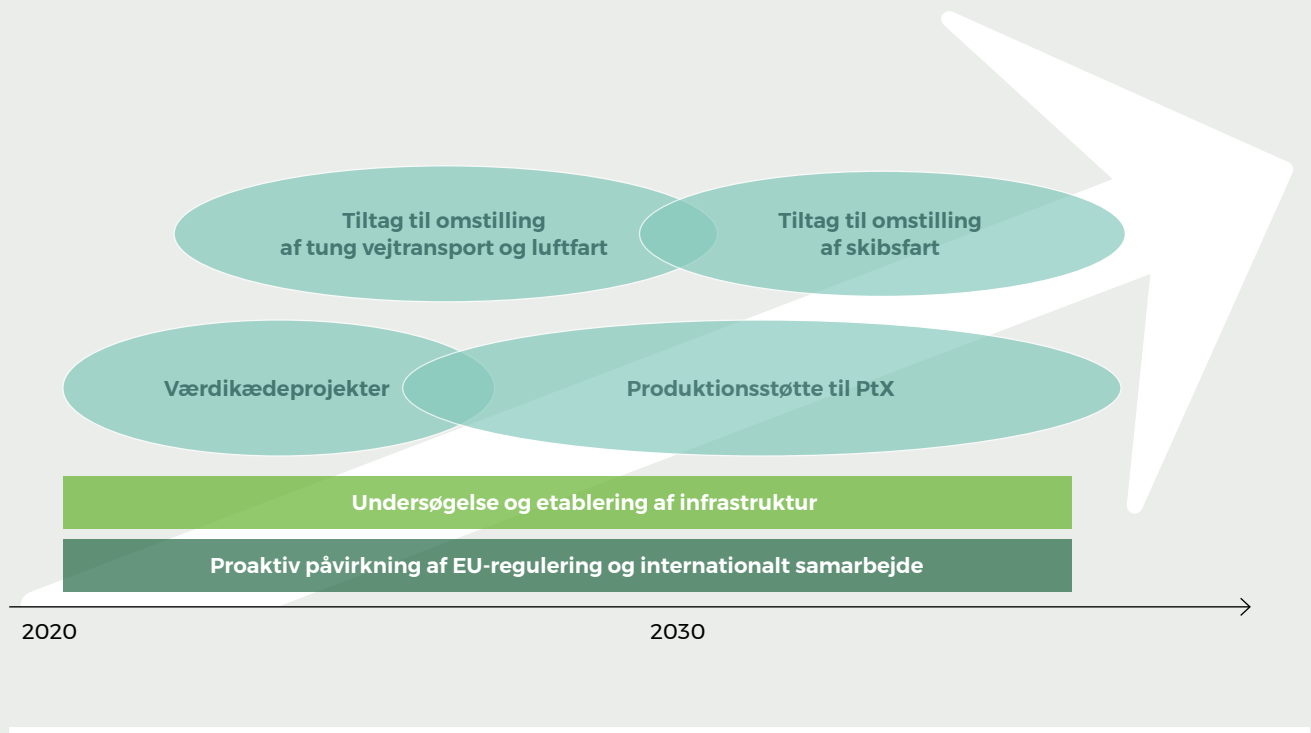 Tiltag til omstilling
af tung vejtransport og luftfart
Tiltag til omstilling
af skibsfart
Værdikædeprojekter
Produktionsstøtte til PtX
Undersøgelse og etablering af infrastruktur
Proaktiv påvirkning af EU-regulering og internationalt samarbejde
2020
2030